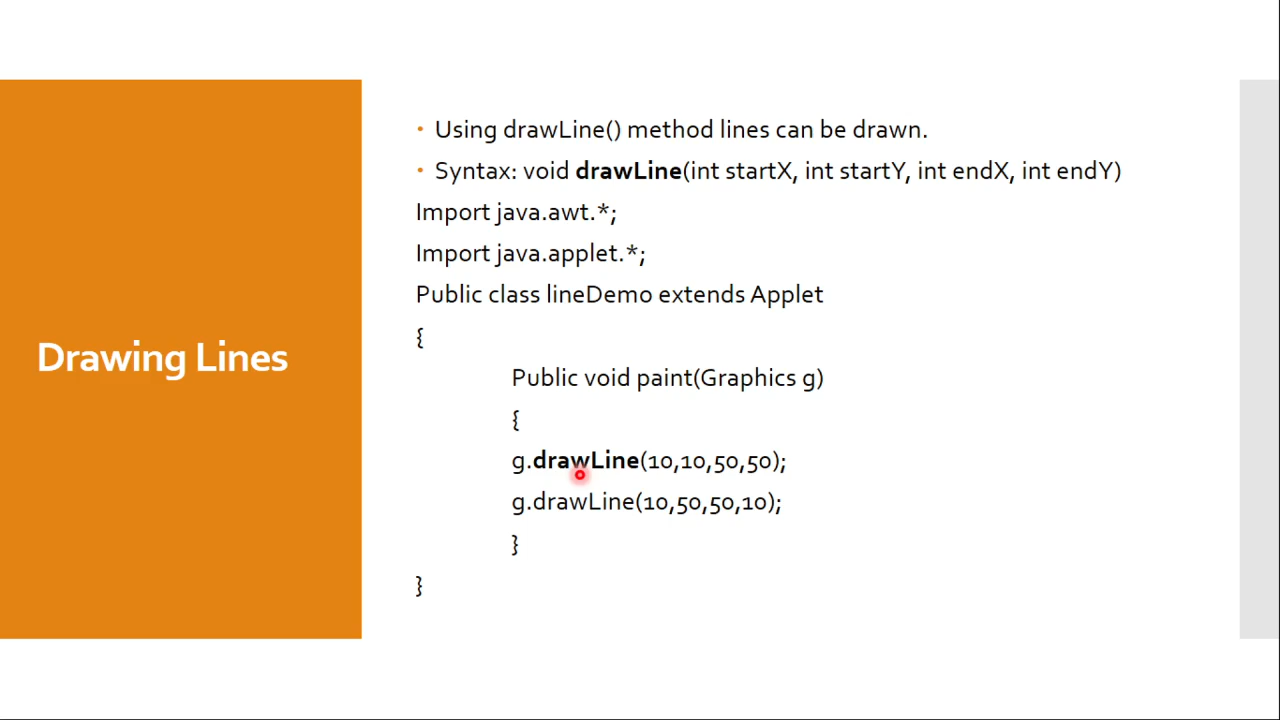 Drawing Lines
• Using drawLine() method lines can be drawn.
• Syntax: void drawLine(int startX, int startY, int endX, int endY)
Import java.awt.*;
Import java.applet.*;
Public class lineDemo extends Applet
{
Public void paint(Graphics g)
{
g.drawLine(10,10,50,50);
g.drawLine(10,50,50,10);
}
}